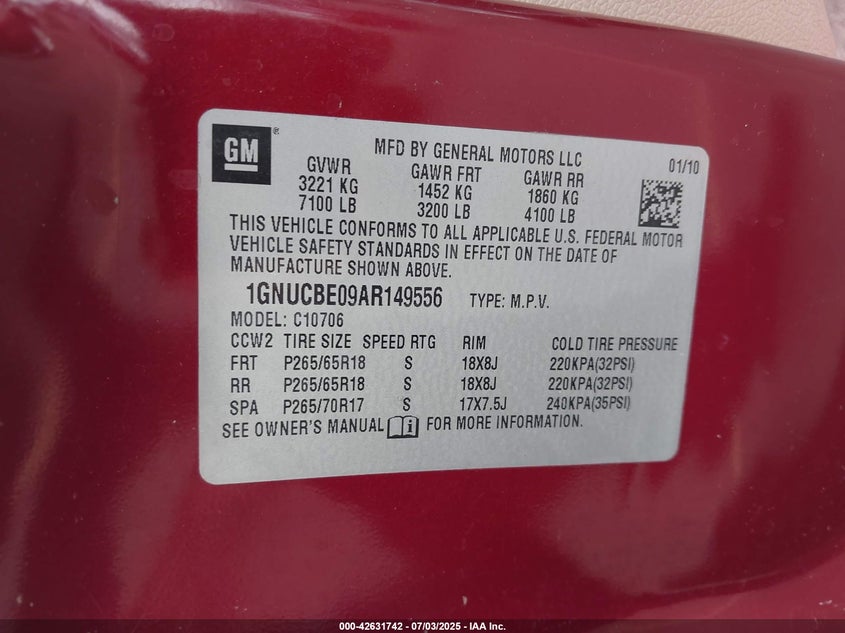 GM ® MFD BY GENERAL MOTORS LLC 01/10
GVWR GAWR FRT GAWR RR
3221 KG 1452 KG 1860 KG
7100 LB 3200 LB 4100 LB
THIS VEHICLE CONFORMS TO ALL APPLICABLE U.S. FEDERAL MOTOR
VEHICLE SAFETY STANDARDS IN EFFECT ON THE DATE OF
MANUFACTURE SHOWN ABOVE.
1GNUCBE09AR149556 TYPE: M.P.V.
MODEL: C10706
CCW2 TIRE SIZE SPEED RTG RIM COLD TIRE PRESSURE
FRT P265/65R18 S 18X8J 220KPA(32PSI)
RR P265/65R18 S 18X8J 220KPA(32PSI)
SPA P265/70R17 S 17X7.5J 240KPA(35PSI)
SEE OWNER'S MANUAL FOR MORE INFORMATION.
000-42631742 - 07/03/2025 - IAA Inc.